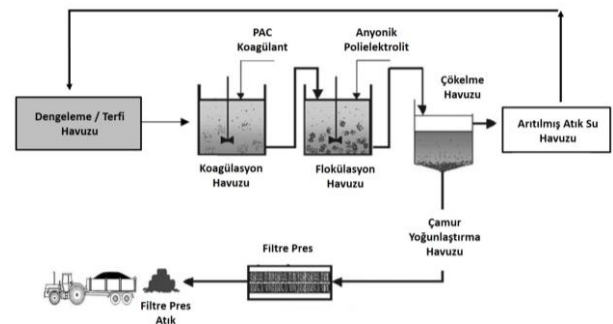 PAC
Koagülant
Anyonik
Polielektrolit
Çökelme
Havuzu
Dengeleme / Terfi
Havuzu
Arıtılmış Atık Su
Havuzu
Koagülasyon
Havuzu
Flokülasyon
Havuzu
Çamur
Yoğunlaştırma
Havuzu
Filtre Pres
Filtre Pres
Atık